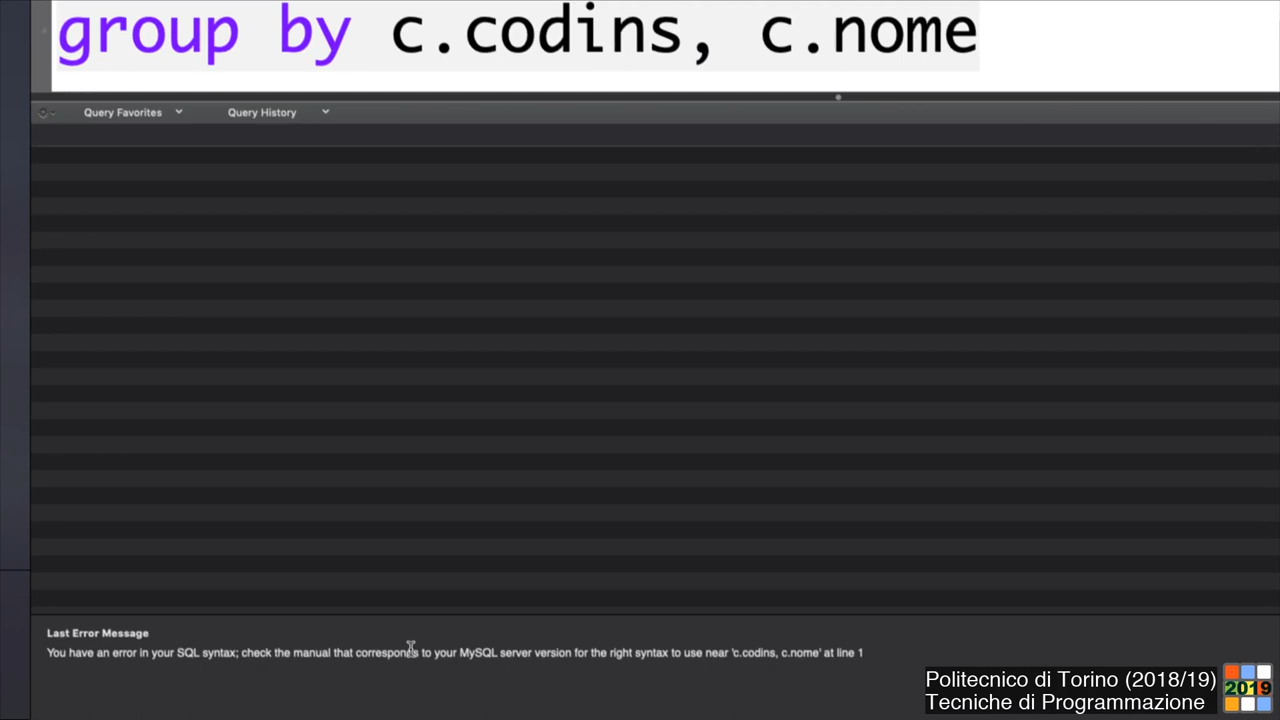 group by c.codins, c.nome
Query Favorites
Query History
Last Error Message
You have an error in your SQL syntax; check the manual that corresponds to your MySQL server version for the right syntax to use near 'c.codins, c.nome' at line 1
Politecnico di Torino (2018/19)
Tecniche di Programmazione
2019